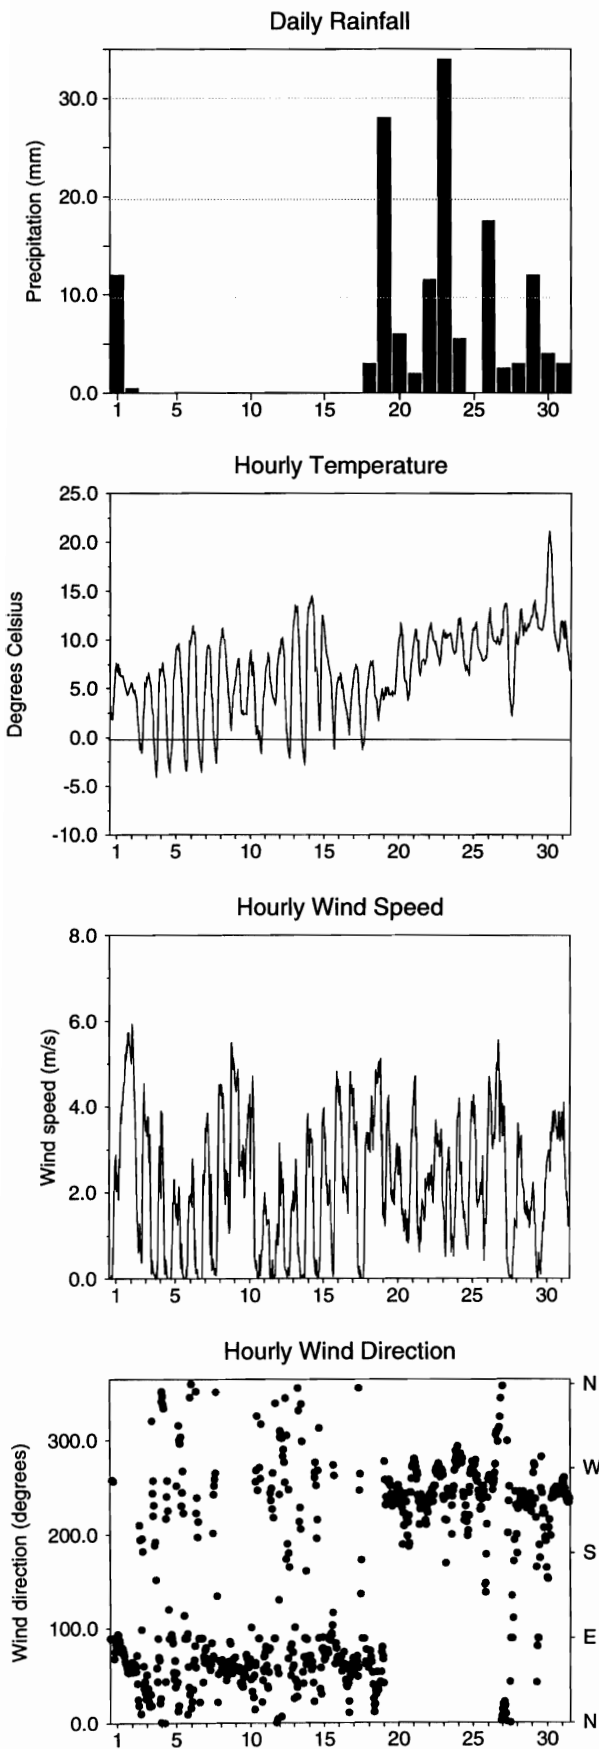 Daily Rainfall
Precipitation (mm)
30.0
20.0
10.0
0.0
1 5 10 15 20 25 30
Hourly Temperature
Degrees Celsius
25.0
20.0
15.0
10.0
5.0
0.0
-5.0
-10.0
1 5 10 15 20 25 30
Hourly Wind Speed
Wind speed (m/s)
8.0
6.0
4.0
2.0
0.0
1 5 10 15 20 25 30
Hourly Wind Direction
Wind direction (degrees)
300.0
200.0
100.0
0.0
N
W
S
E
N
1 5 10 15 20 25 30